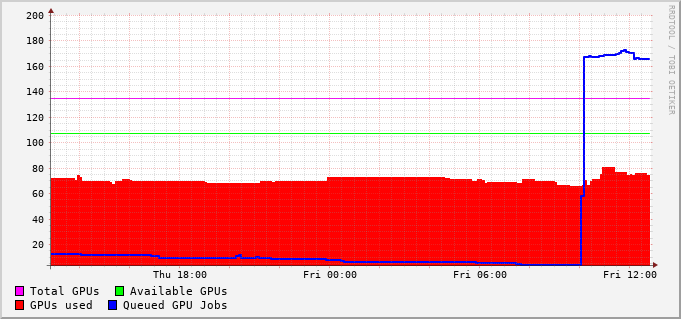 200
180
160
140
120
100
80
60
40
20
Thu 18:00 Fri 00:00 Fri 06:00 Fri 12:00
Total GPUs Available GPUs
GPUs used Queued GPU Jobs
RRDTOOL / TOBI OETIKER